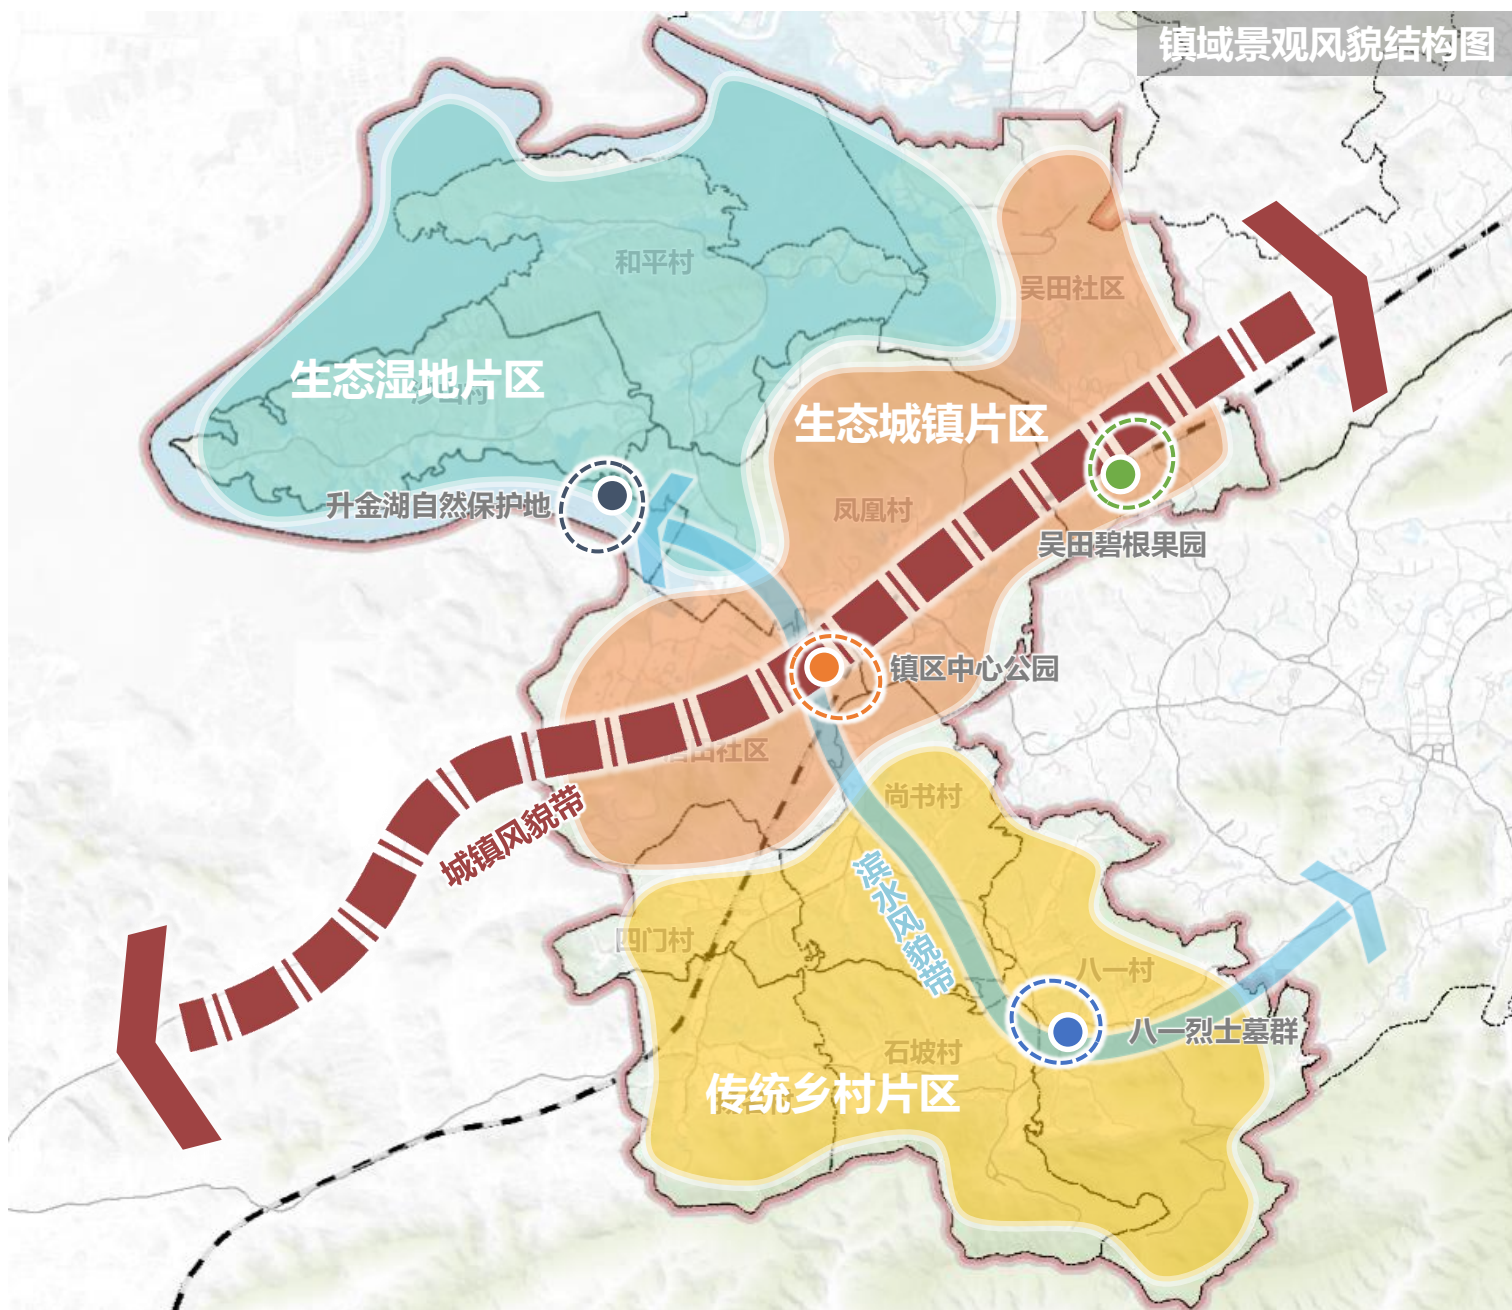 镇域景观风貌结构图
和平村
吴田社区
生态湿地片区
生态城镇片区
升金湖自然保护地
凤凰村
吴田碧根果园
镇区中心公园
田社区
城镇风貌带
尚书村
滨水风貌带
四门村
八一村
八一烈士墓群
石坡村
传统乡村片区